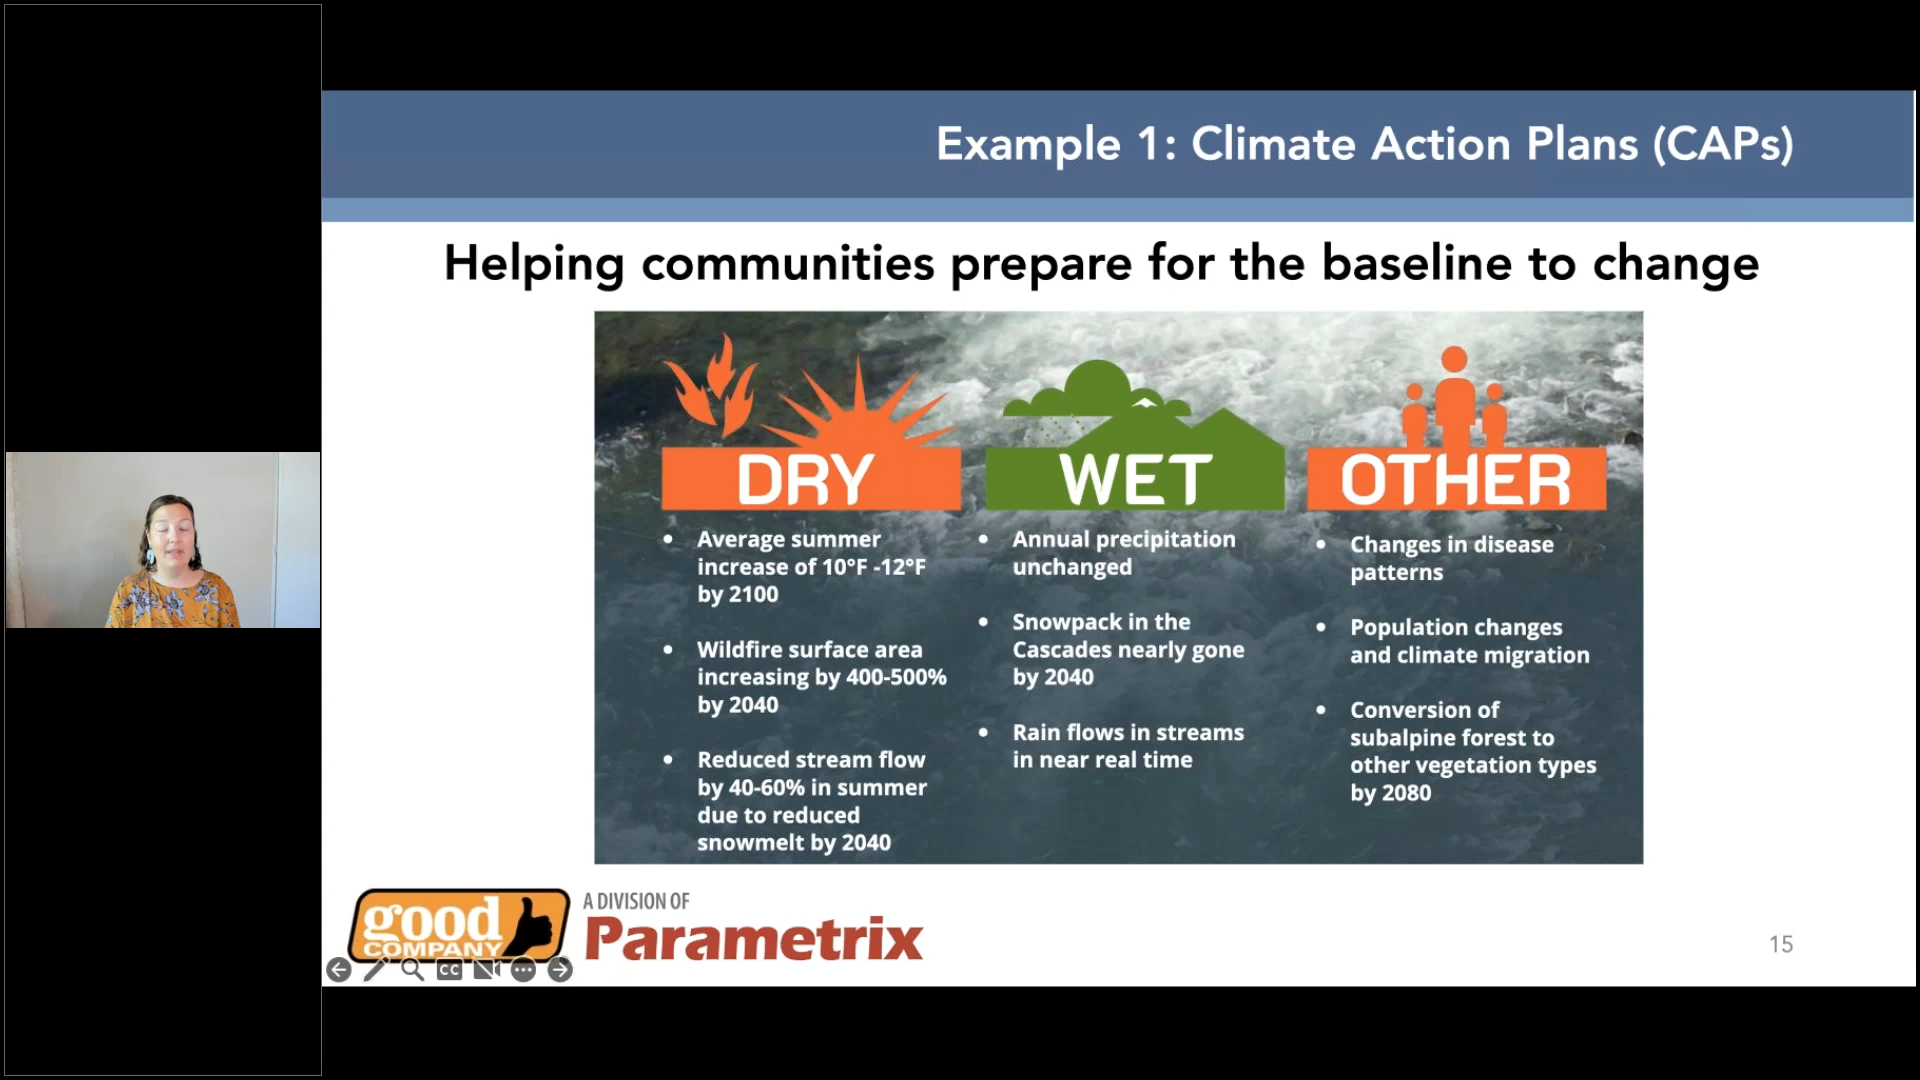 Example 1: Climate Action Plans (CAPs)
Helping communities prepare for the baseline to change
DRY
• Average summer
increase of 10°F -12°F
by 2100
• Wildfire surface area
increasing by 400-500%
by 2040
• Reduced stream flow
by 40-60% in summer
due to reduced
snowmelt by 2040
WET
• Annual precipitation
unchanged
• Snowpack in the
Cascades nearly gone
by 2040
• Rain flows in streams
in near real time
OTHER
• Changes in disease
patterns
• Population changes
and climate migration
• Conversion of
subalpine forest to
other vegetation types
by 2080
good
COMPANY
A DIVISION OF
Parametrix
CC
15